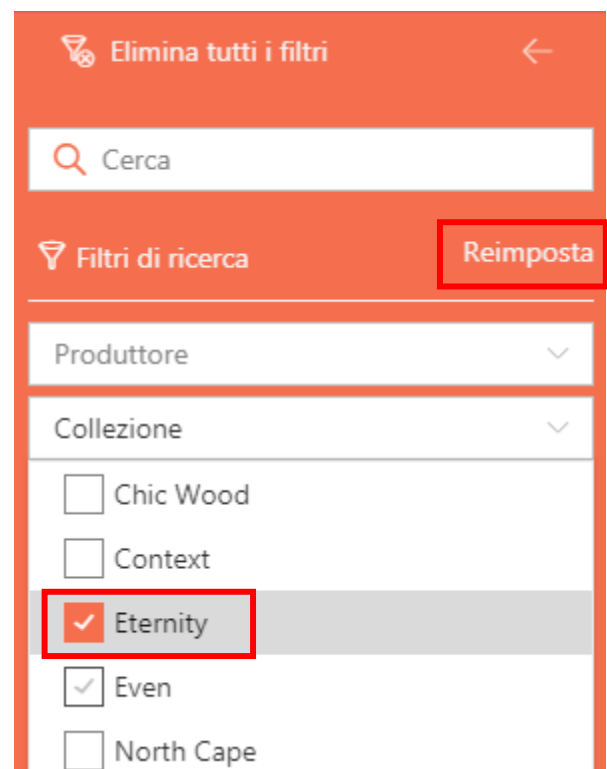 Elimina tutti i filtri
Cerca
Filtri di ricerca Reimposta
Produttore
Collezione
Chic Wood
Context
Eternity
Even
North Cape